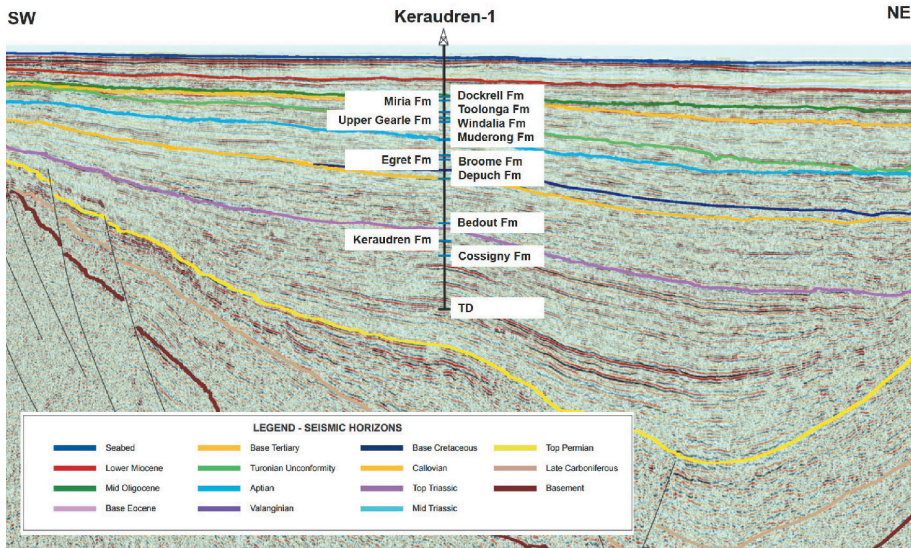 SW
Keraudren-1
NE
Miria Fm
Dockrell Fm
Toolonga Fm
Upper Gearle Fm
Windalia Fm
Muderong Fm
Egret Fm
Broome Fm
Depuch Fm
Bedout Fm
Keraudren Fm
Cossigny Fm
TD
LEGEND - SEISMIC HORIZONS
Seabed
Base Tertiary
Base Cretaceous
Top Permian
Lower Miocene
Turonian Unconformity
Callovian
Late Carboniferous
Mid Oligocene
Aptian
Top Triassic
Basement
Base Eocene
Valanginian
Mid Triassic